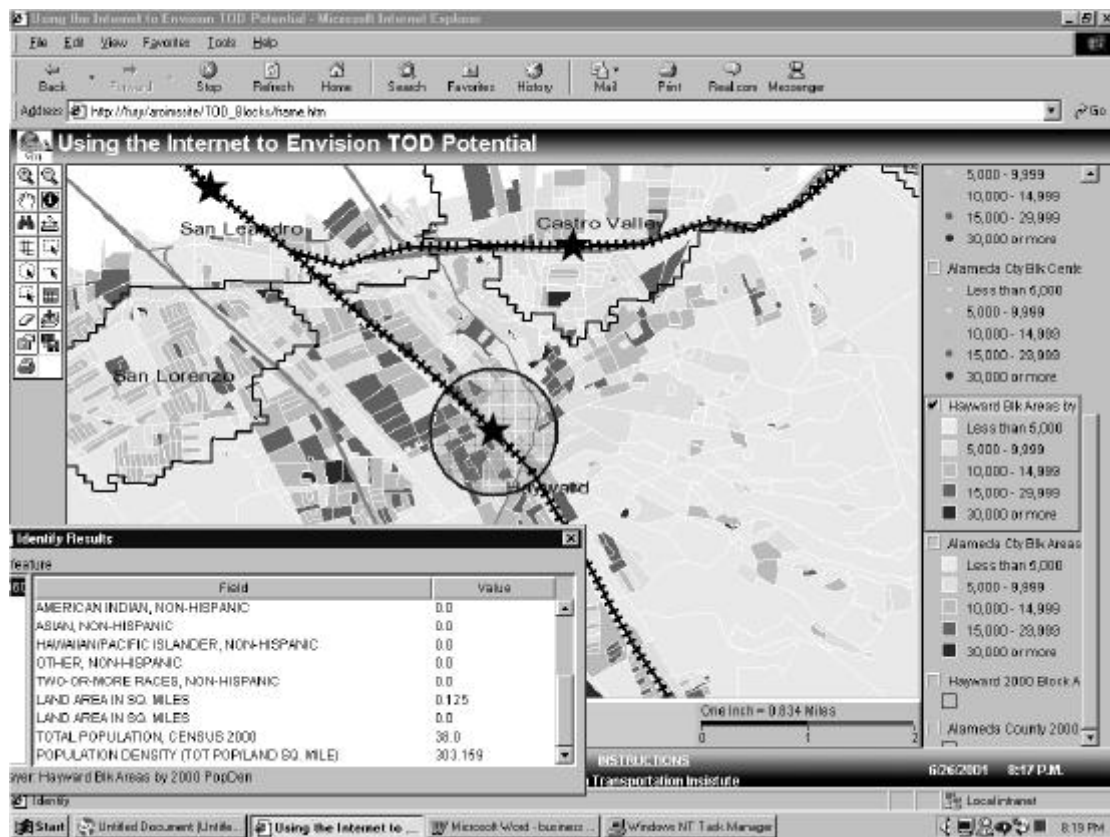 Using the Internet to Envision TOD Potential - Microsoft Internet Explorer
File Edit View Favorites Tools Help
Back Forward Stop Refresh Home Search Favorites History Mail Print Real.com Messenger
Address http://hay/arcimssite/TOD_Blocks/frame.htm Go
Using the Internet to Envision TOD Potential
San Leandro
Castro Valley
San Lorenzo
Hayward
5,000 - 9,999
10,000 - 14,999
15,000 - 29,999
30,000 or more
Alameda Cty Blk Cente
Less than 5,000
5,000 - 9,999
10,000 - 14,999
15,000 - 29,999
30,000 or more
Hayward Blk Areas by
Less than 5,000
5,000 - 9,999
10,000 - 14,999
15,000 - 29,999
30,000 or more
Alameda Cty Blk Areas
Less than 5,000
5,000 - 9,999
10,000 - 14,999
15,000 - 29,999
30,000 or more
Hayward 2000 Block A
Alameda County 2000
One Inch = 0.834 Miles
0 1 2
Identify Results
feature
Field Value
AMERICAN INDIAN, NON-HISPANIC 0.0
ASIAN, NON-HISPANIC 0.0
HAWAIIAN/PACIFIC ISLANDER, NON-HISPANIC 0.0
OTHER, NON-HISPANIC 0.0
TWO-OR-MORE RACES, NON-HISPANIC 0.0
LAND AREA IN SQ. MILES 0.125
LAND AREA IN SQ. MILES 0.0
TOTAL POPULATION, CENSUS 2000 38.0
POPULATION DENSITY (TOT POP/LAND SQ. MILE) 303.159
yer: Hayward Blk Areas by 2000 PopDen
INSTRUCTIONS
Transportation Insistute
6/26/2001 8:17 P.M.
Identify Local intranet
Start Untitled Document (Untitle... Using the Internet to ... Microsoft Word - business ... Windows NT Task Manager 8:19 PM